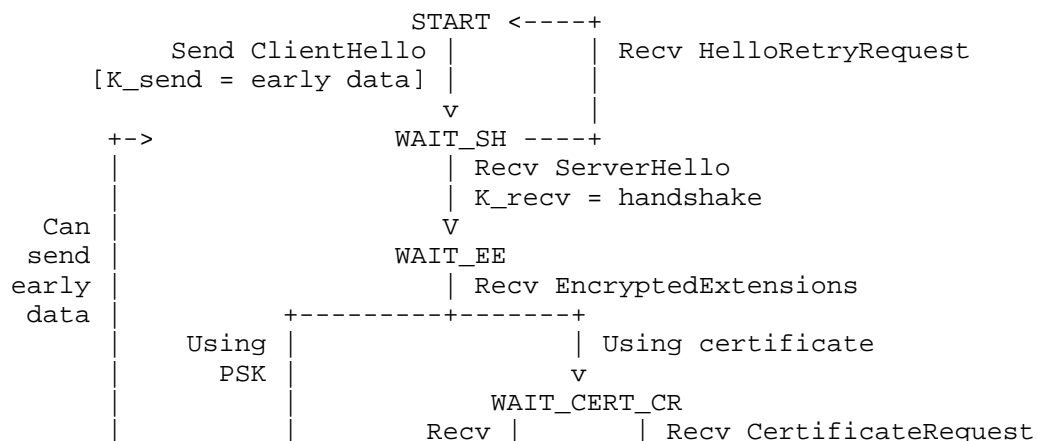 START <----+
Send ClientHello | | Recv HelloRetryRequest
[K_send = early data] | |
v |
+-> WAIT_SH ----+
| | Recv ServerHello
| | K_recv = handshake
Can | V
send | WAIT_EE
early | | Recv EncryptedExtensions
data | +---------+-------+
| Using | | Using certificate
| PSK | v
| | WAIT_CERT_CR
| | Recv | | Recv CertificateRequest